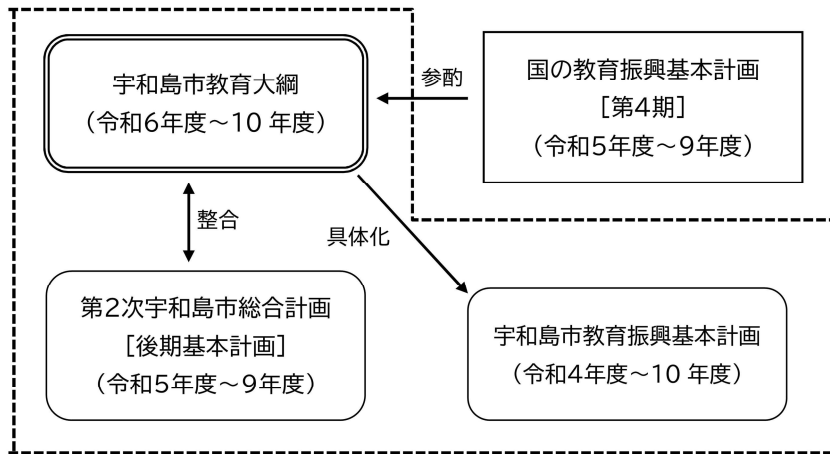 宇和島市教育大綱
（令和6年度～10 年度）
参酌
国の教育振興基本計画
［第4期］
（令和5年度～9年度）
整合
具体化
第2次宇和島市総合計画
［後期基本計画］
（令和5年度～9年度）
宇和島市教育振興基本計画
（令和4年度～10 年度）